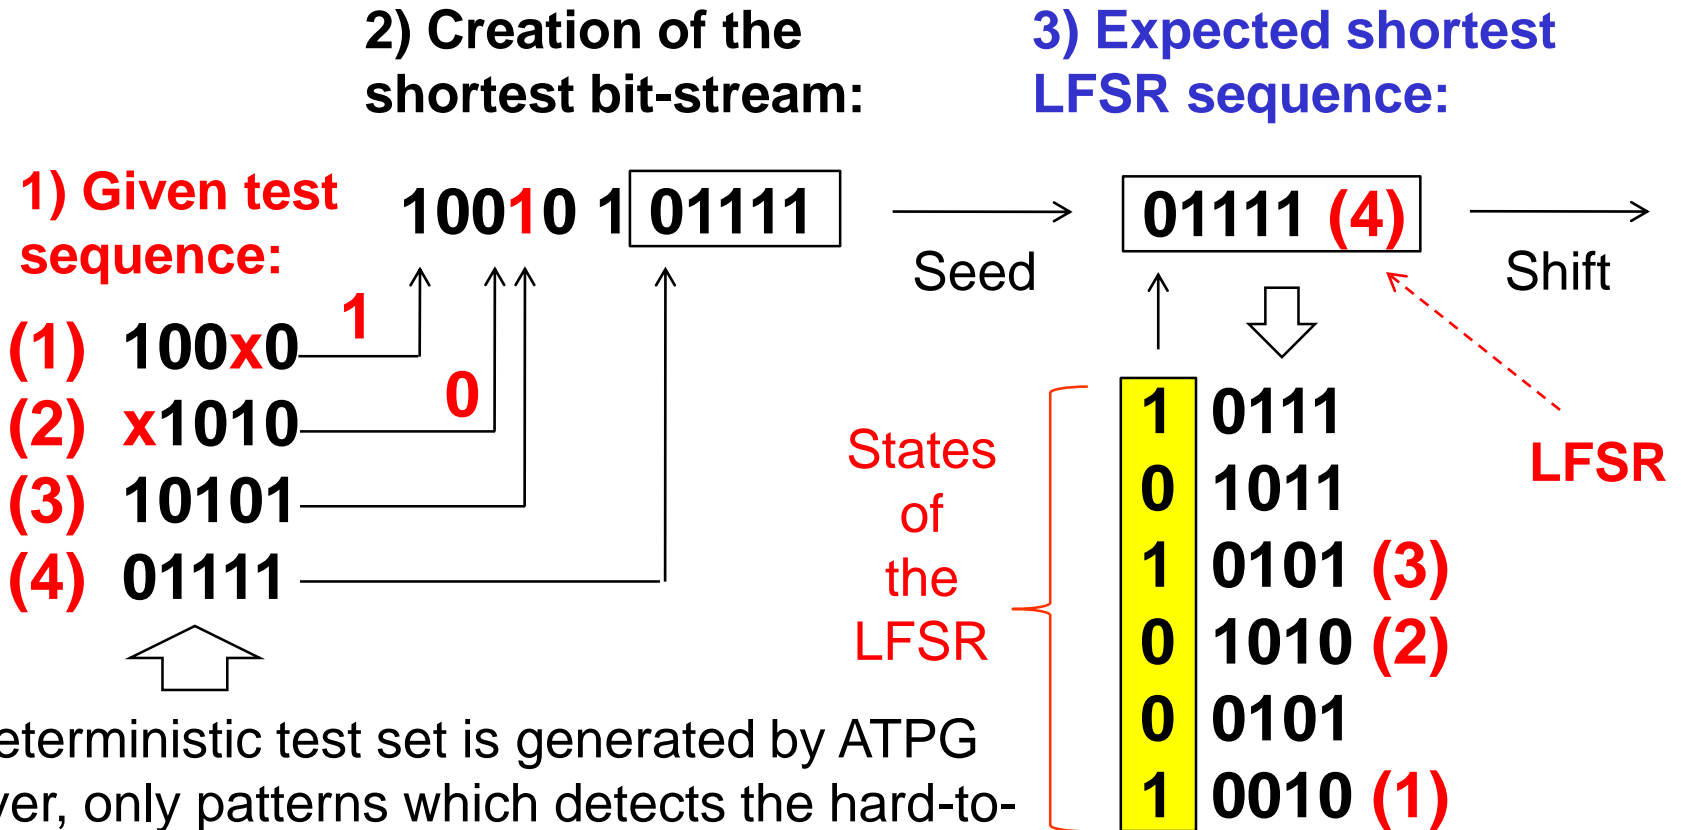 2) Creation of the
shortest bit-stream:
3) Expected shortest
LFSR sequence:
1) Given test
sequence:
10010 1 01111
Seed
01111 (4)
Shift
(1) 100x0
1
(2) x1010
0
(3) 10101
(4) 01111
States
of
the
LFSR
1 0111
0 1011
1 0101 (3)
0 1010 (2)
0 0101
1 0010 (1)
LFSR
eterministic test set is generated by ATPG
ver, only patterns which detects the hard-to-